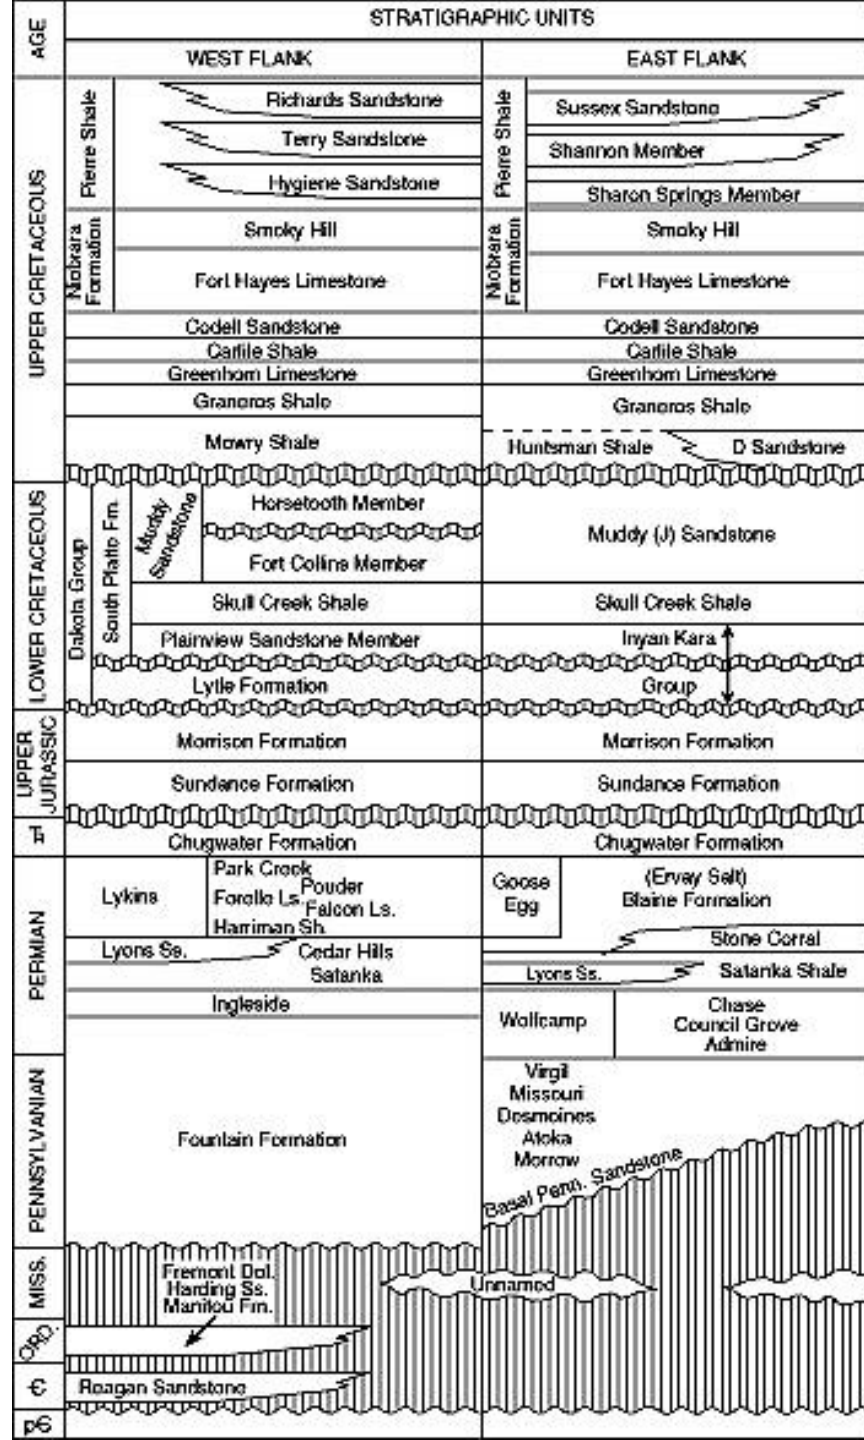 AGE
STRATIGRAPHIC UNITS
WEST FLANK
EAST FLANK
UPPER CRETACEOUS
Pierre Shale
Richards Sandstone
Terry Sandstone
Hygiene Sandstone
Pierre Shale
Sussex Sandstone
Shannon Member
Sharon Springs Member
Niobrara
Formation
Smoky Hill
Fort Hayes Limestone
Niobrara
Formation
Smoky Hill
Fort Hayes Limestone
Codell Sandstone
Codell Sandstone
Carlile Shale
Carlile Shale
Greenhorn Limestone
Greenhorn Limestone
Graneros Shale
Graneros Shale
Mowry Shale
Huntsman Shale
D Sandstone
LOWER CRETACEOUS
Dakota Group
South Platte Fm.
Muddy
Sandstone
Horsetooth Member
Fort Collins Member
Muddy (J) Sandstone
Skull Creek Shale
Skull Creek Shale
Plainview Sandstone Member
Inyan Kara
Lytle Formation
Group
UPPER
JURASSIC
Morrison Formation
Morrison Formation
Sundance Formation
Sundance Formation
Chugwater Formation
Chugwater Formation
PERMIAN
Lykins
Park Creek
Forelle Ls.
Pouder
Falcon Ls.
Harriman Sh.
Goose
Egg
(Ervay Salt)
Blaine Formation
Stone Corral
Lyons Ss.
Cedar Hills
Satanka
Lyons Ss.
Satanka Shale
Ingleside
Wolfcamp
Chase
Council Grove
Admire
PENNSYLVANIAN
Fountain Formation
Virgil
Missouri
Desmoines
Atoka
Morrow
Basal Penn. Sandstone
MISS.
Fremont Dol.
Harding Ss.
Manitou Fm.
Unnamed
ORD.
Є
Reagan Sandstone
pЄ